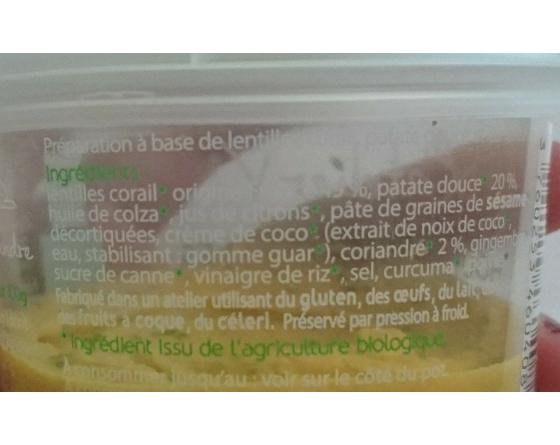 Préparation à base de
Ingrédients
lentilles corail* %, patate douce* 20%,
huile de colza*, jus de citrons*, pâte de graines de sésame
décortiquées, crème de coco* (extrait de noix de coco*,
eau, stabilisant : gomme guar*), coriandre* 2%, gingembre
sucre de canne*, vinaigre de riz*, sel, curcuma*
Fabriqué dans un atelier utilisant du gluten, des œufs, du lait,
des fruits à coque, du céleri. Préservé par pression à froid.
*Ingrédient issu de l'agriculture biologique.
A consommer jusqu'au : voir sur le côté du pot.